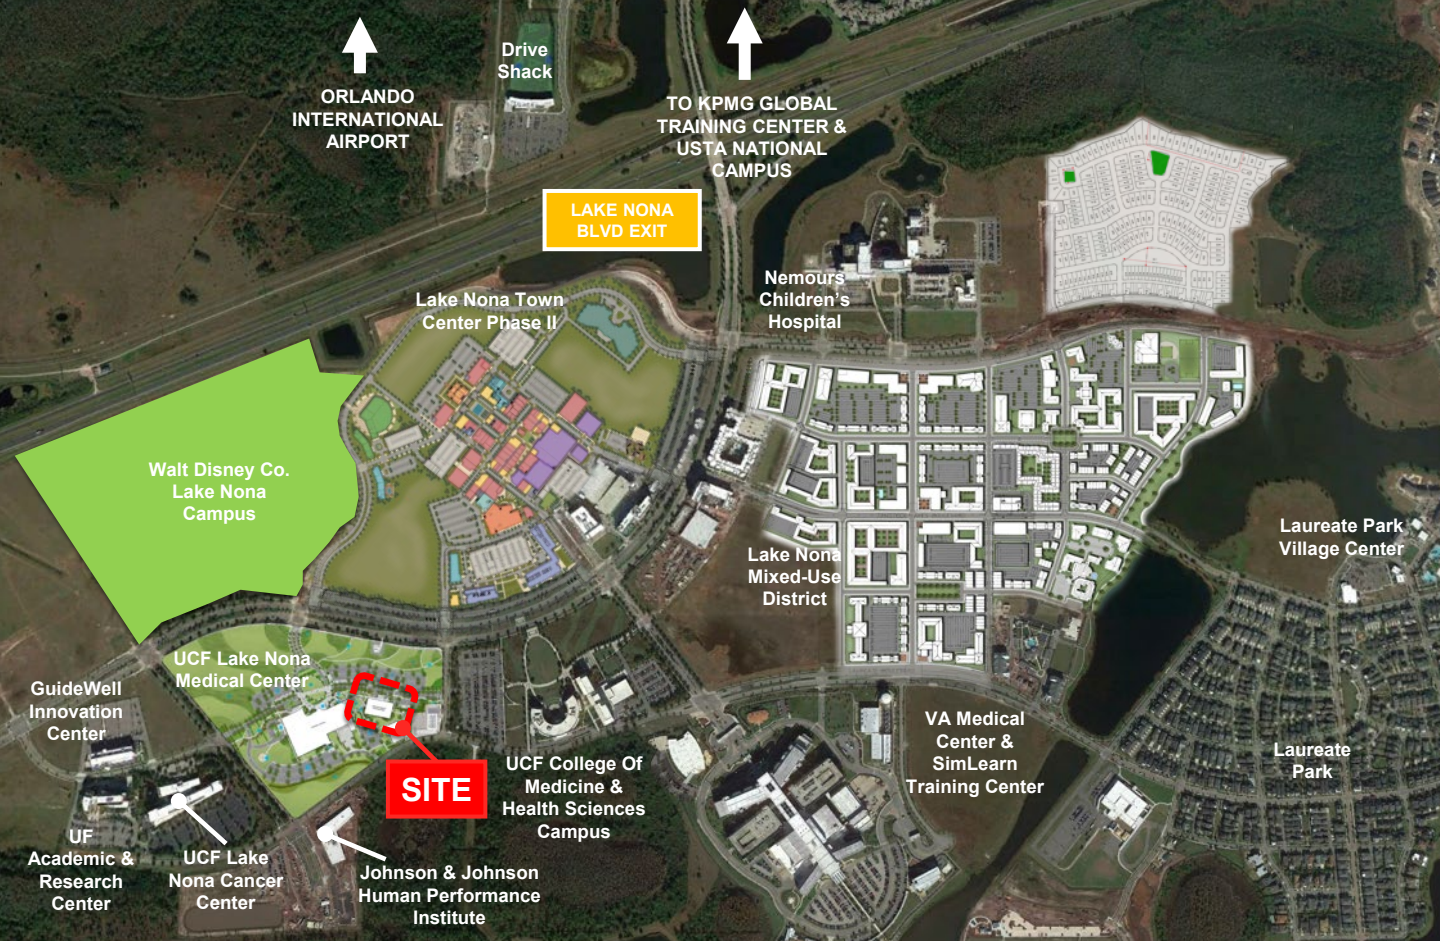 Drive
Shack
ORLANDO
INTERNATIONAL
AIRPORT
TO KPMG GLOBAL
TRAINING CENTER &
USTA NATIONAL
CAMPUS
LAKE NONA
BLVD EXIT
Nemours
Children's
Hospital
Lake Nona Town
Center Phase II
Walt Disney Co.
Lake Nona
Campus
Lake Nona
Mixed-Use
District
Laureate Park
Village Center
UCF Lake Nona
Medical Center
GuideWell
Innovation
Center
SITE
UCF College Of
Medicine &
Health Sciences
Campus
VA Medical
Center &
SimLearn
Training Center
Laureate
Park
UF
Academic &
Research
Center
UCF Lake
Nona Cancer
Center
Johnson & Johnson
Human Performance
Institute